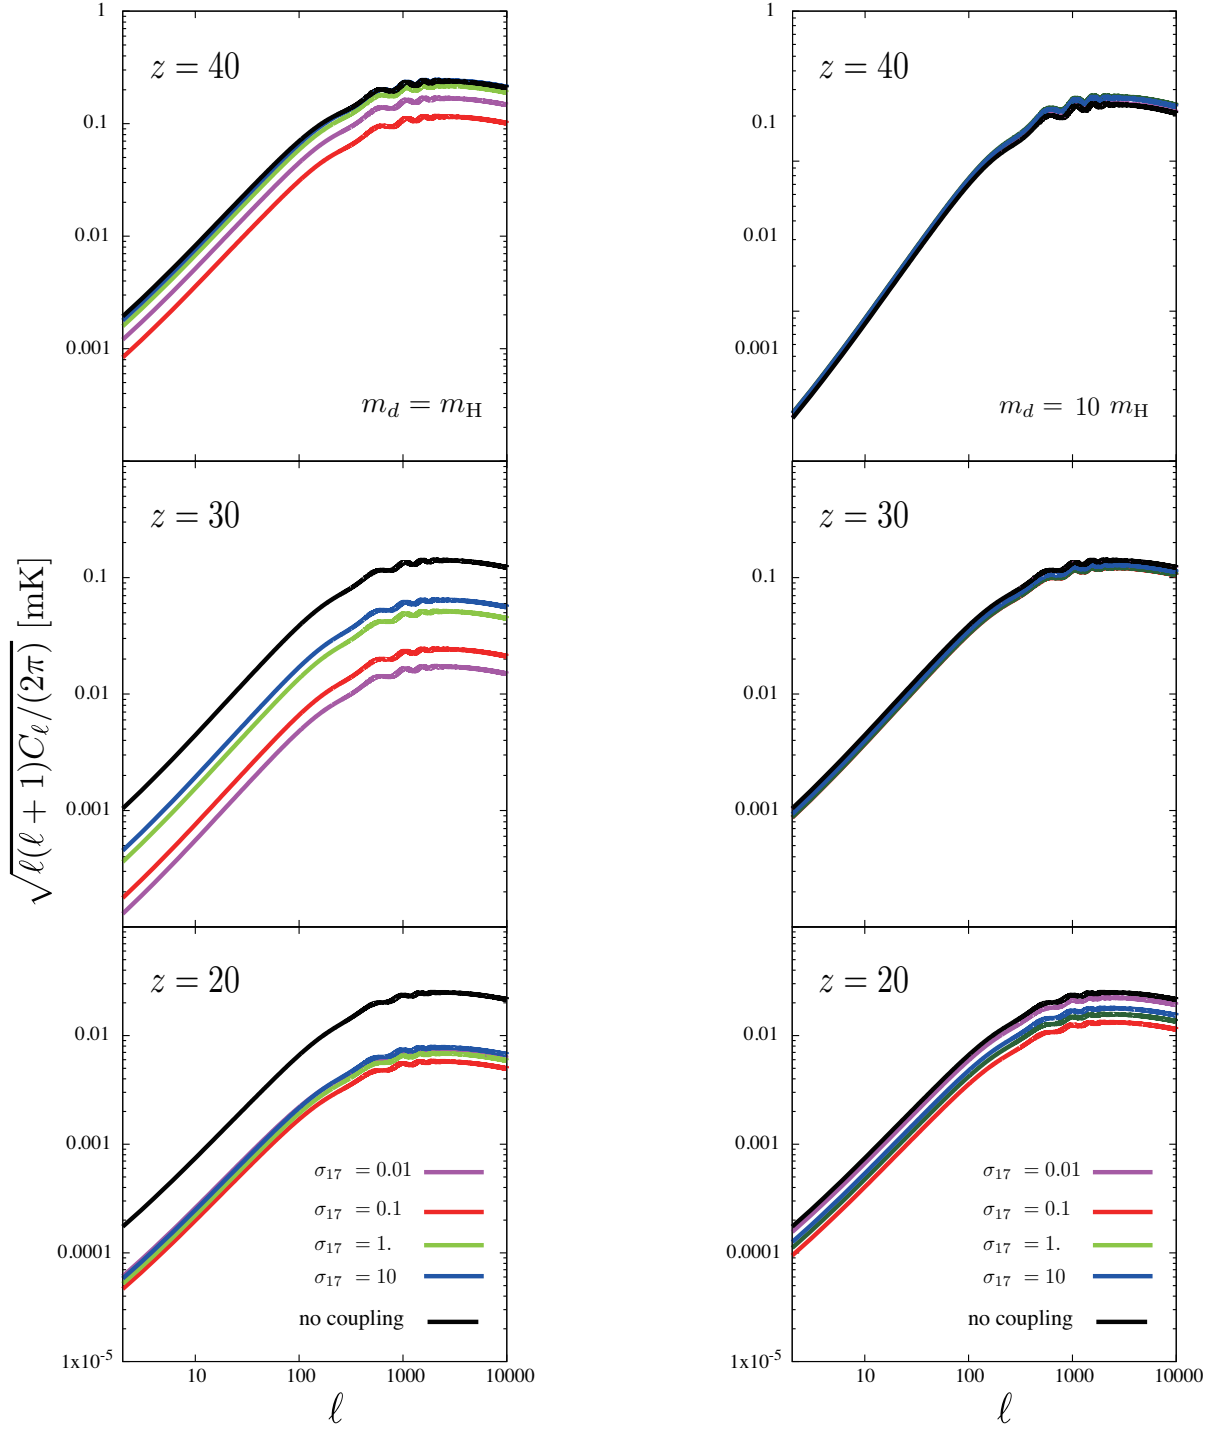 1
z = 40
0.1
0.01
0.001
m_d = m_H
1
z = 40
0.1
0.01
0.001
m_d = 10 m_H
√ℓ(ℓ + 1)C_ℓ/(2π) [mK]
z = 30
0.1
0.01
0.001
z = 30
0.1
0.01
0.001
z = 20
0.01
0.001
0.0001
1x10^-5
σ_17 = 0.01
σ_17 = 0.1
σ_17 = 1.
σ_17 = 10
no coupling
10 100 1000 10000
ℓ
z = 20
0.01
0.001
0.0001
1x10^-5
σ_17 = 0.01
σ_17 = 0.1
σ_17 = 1.
σ_17 = 10
no coupling
10 100 1000 10000
ℓ